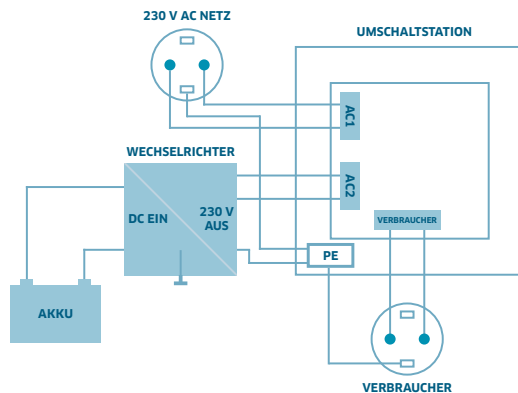 230 V AC NETZ
UMSCHALTSTATION
AC1
WECHSELRICHTER
AC2
DC EIN
230 V
AUS
VERBRAUCHER
PE
AKKU
VERBRAUCHER